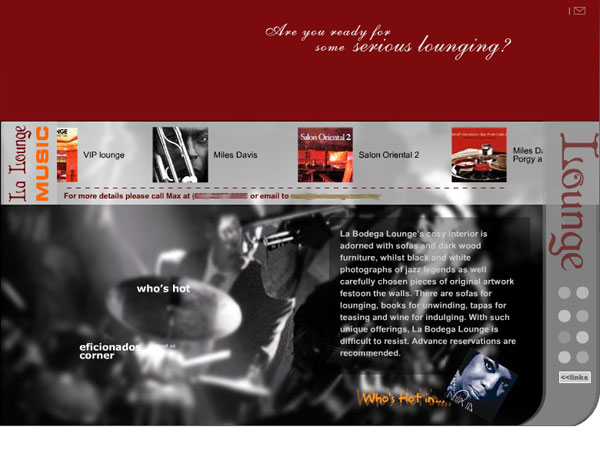 Are you ready for
some serious lounging?
La Lounge
MUSIC
VIP lounge
Miles Davis
Salon Oriental 2
Salon Oriental 2
Miles Da
Porgy a
For more details please call Max at (
or email to
Lounge
La Bodega Lounge's cosy interior is
adorned with sofas and dark wood
furniture, whilst black and white
photographs of jazz legends as well
carefully chosen pieces of original artwork
festoon the walls. There are sofas for
lounging, books for unwinding, tapas for
teasing and wine for indulging. With such
unique offerings, La Bodega Lounge is
difficult to resist. Advance reservations are
recommended.
who's hot
eficionados
corner
Who's Hot in...
<<links